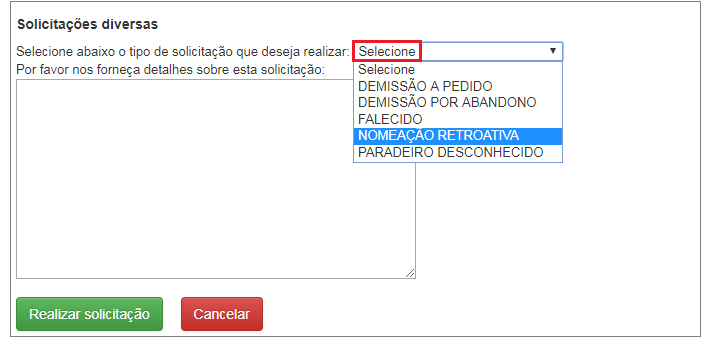 Solicitações diversas
Selecione abaixo o tipo de solicitação que deseja realizar: Selecione
Por favor nos forneça detalhes sobre esta solicitação:
Selecione
DEMISSÃO A PEDIDO
DEMISSÃO POR ABANDONO
FALECIDO
NOMEAÇÃO RETROATIVA
PARADEIRO DESCONHECIDO
Realizar solicitação Cancelar